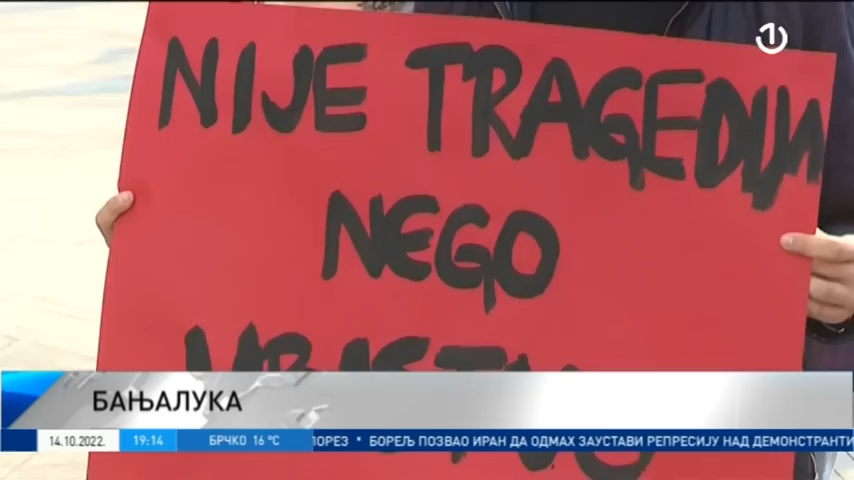 NIJE TRAGEDIJA
NEGO
БАЊАЛУКА
14.10.2022. 19:14 БРЧКО 16 °C ПОРЕЗ * БОРЕЉ ПОЗВАО ИРАН ДА ОДМАХ ЗАУСТАВИ РЕПРЕСИЈУ НАД ДЕМОНСТРАНТИ